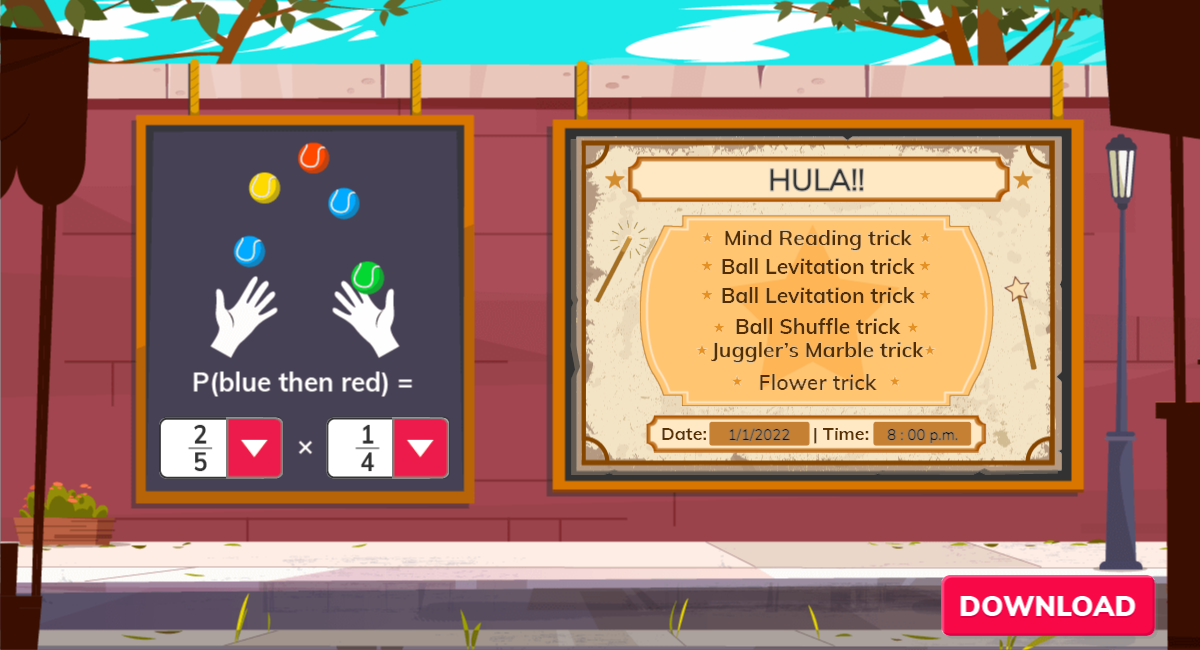 P(blue then red) =
2/5 × 1/4
HULA!!
Mind Reading trick
Ball Levitation trick
Ball Levitation trick
Ball Shuffle trick
Juggler's Marble trick
Flower trick
Date: 1/1/2022 | Time: 8 : 00 p.m.
DOWNLOAD